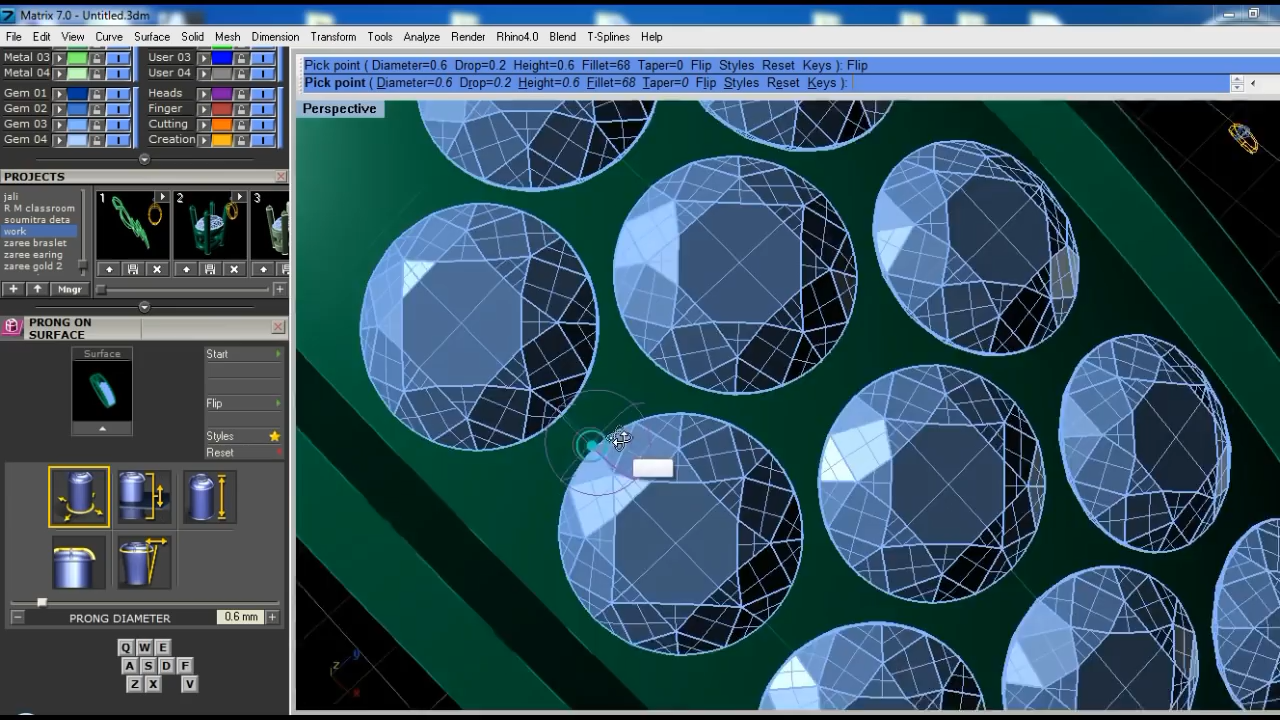 Matrix 7.0 - Untitled.3dm
File Edit View Curve Surface Solid Mesh Dimension Transform Tools Analyze Render Rhino4.0 Blend T-Splines Help
Metal 03 User 03
Metal 04 User 04
Gem 01 Heads
Gem 02 Finger
Gem 03 Cutting
Gem 04 Creation
Pick point ( Diameter=0.6 Drop=0.2 Height=0.6 Fillet=68 Taper=0 Flip Styles Reset Keys ): Flip
Pick point ( Diameter=0.6 Drop=0.2 Height=0.6 Fillet=68 Taper=0 Flip Styles Reset Keys ):
Perspective
PROJECTS
jali
R M classroom
soumitra deta
work
zaree braslet
zaree earing
zaree gold 2
1 2 3
Mngr
PRONG ON
SURFACE
Surface
Start
Flip
Styles
Reset
PRONG DIAMETER 0.6 mm
Q W E
A S D F
Z X V
z y x